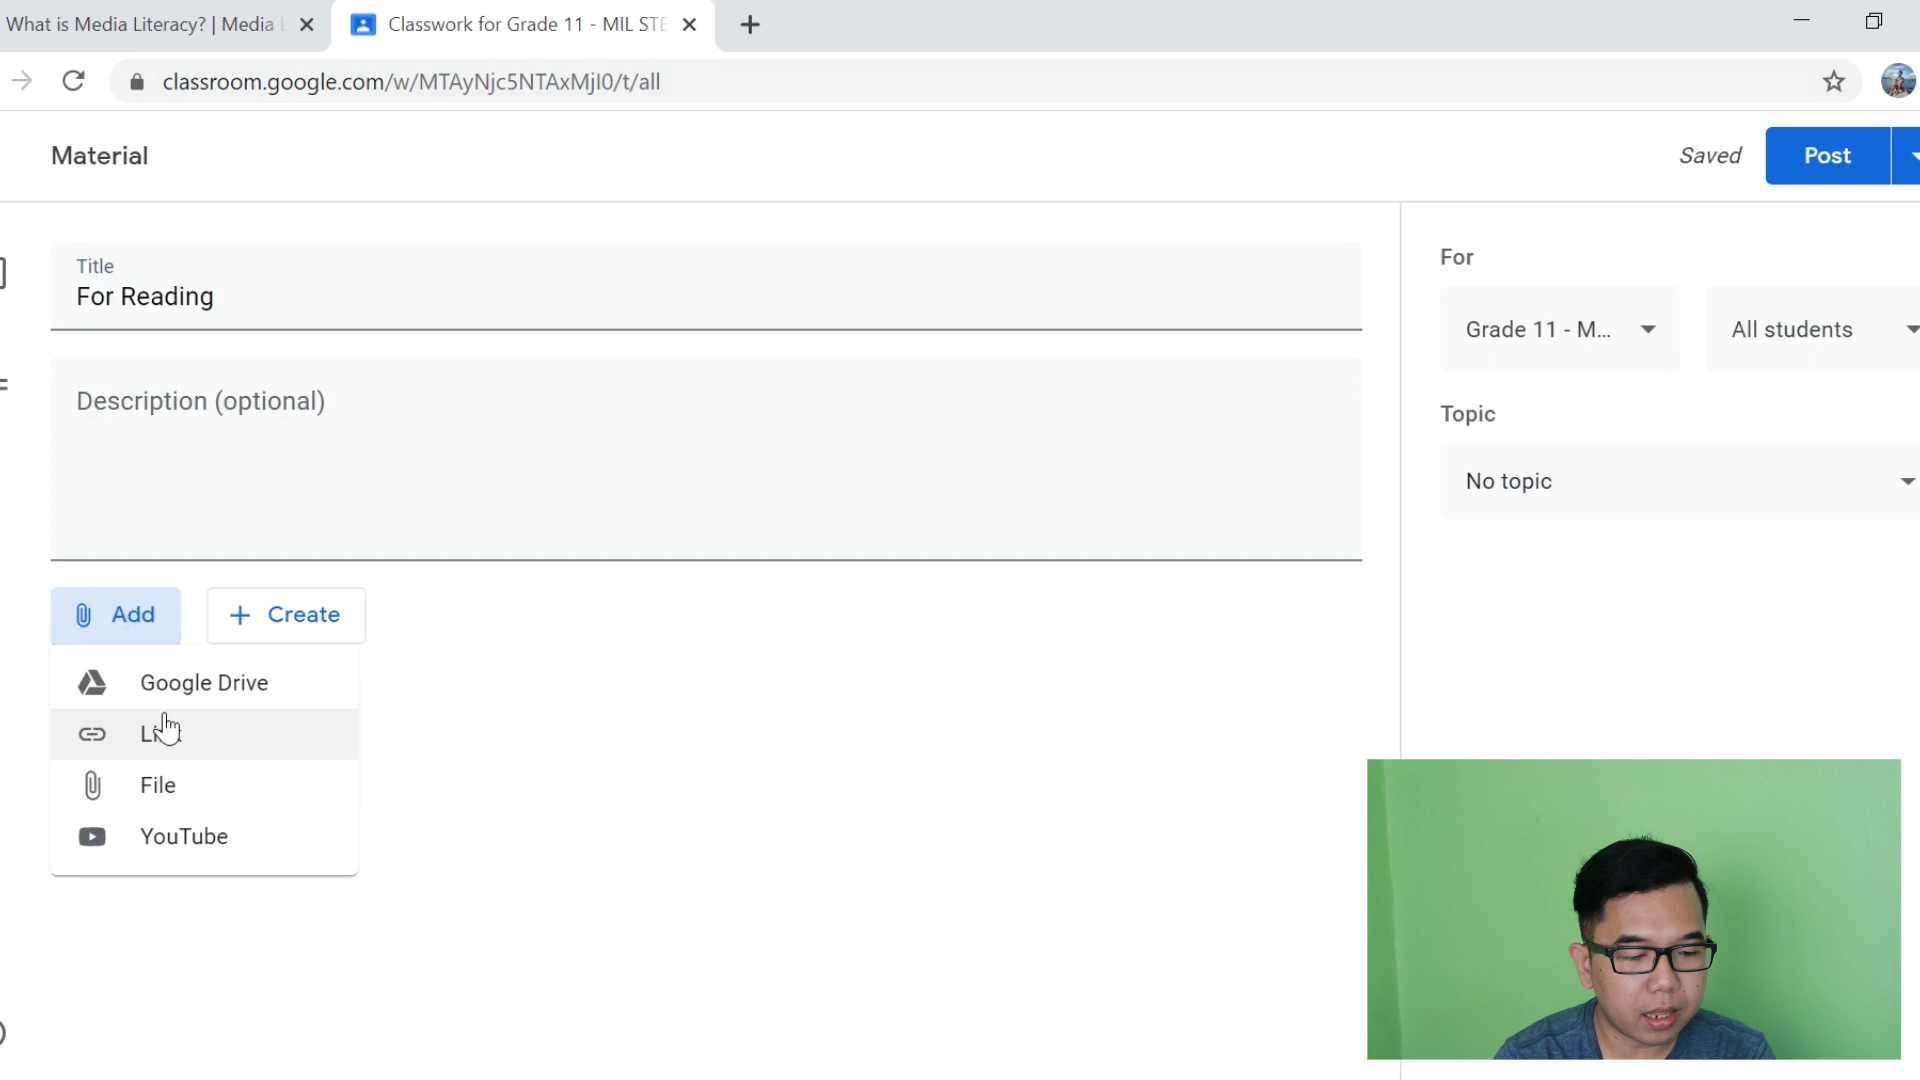 What is Media Literacy? | Media
Classwork for Grade 11 - MIL STE
classroom.google.com/w/MTAyNjc5NTAxMjI0/t/all
Material
Saved
Post
Title
For Reading
Description (optional)
Add
Create
Google Drive
Link
File
YouTube
For
Grade 11 - M...
All students
Topic
No topic